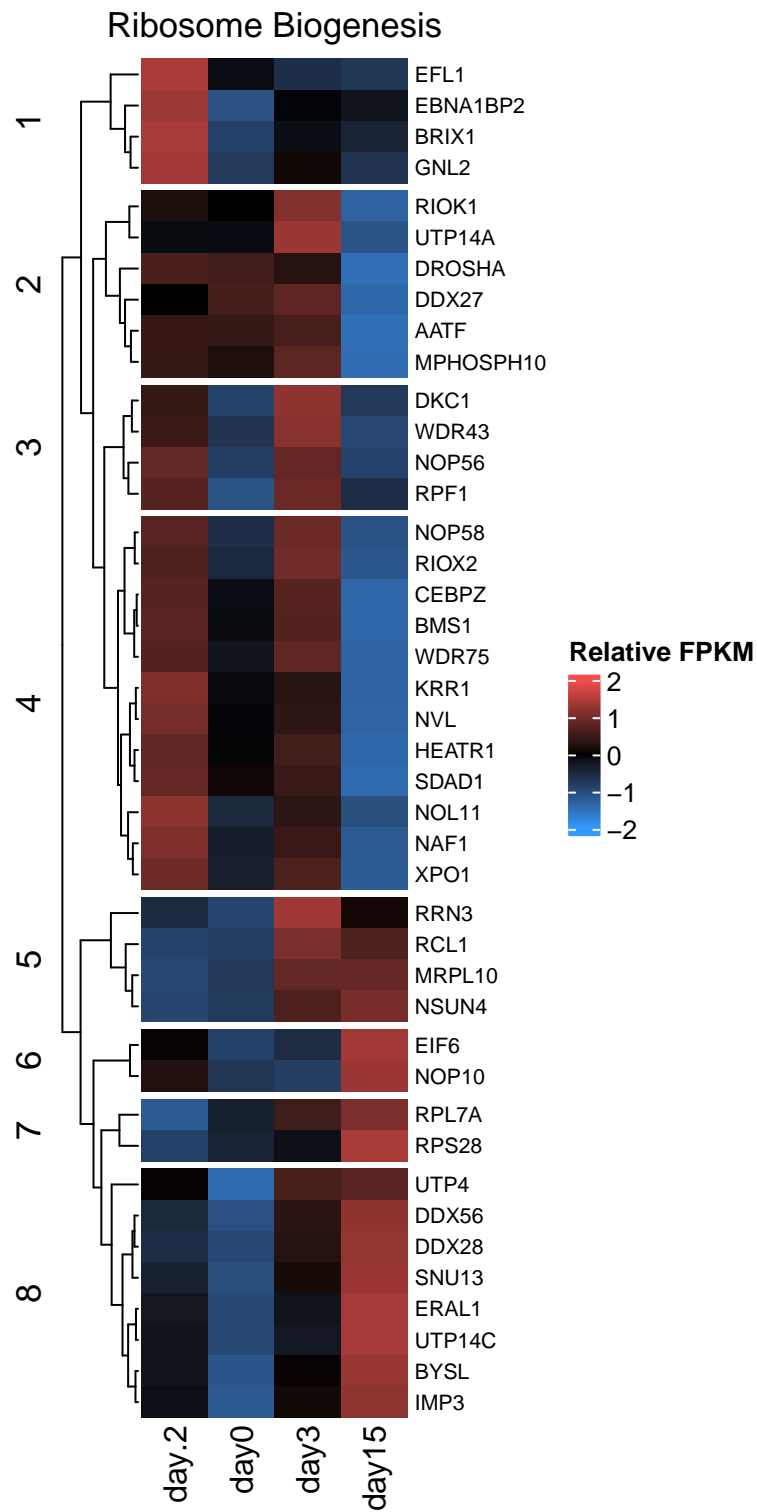 Ribosome Biogenesis
1
EFL1
EBNA1BP2
BRIX1
GNL2
2
RIOK1
UTP14A
DROSHA
DDX27
AATF
MPHOSPH10
3
DKC1
WDR43
NOP56
RPF1
4
NOP58
RIOX2
CEBPZ
BMS1
WDR75
KRR1
NVL
HEATR1
SDAD1
NOL11
NAF1
XPO1
5
RRN3
RCL1
MRPL10
NSUN4
6
EIF6
NOP10
7
RPL7A
RPS28
8
UTP4
DDX56
DDX28
SNU13
ERAL1
UTP14C
BYSL
IMP3
day.2
day0
day3
day15
Relative FPKM
2
1
0
−1
−2